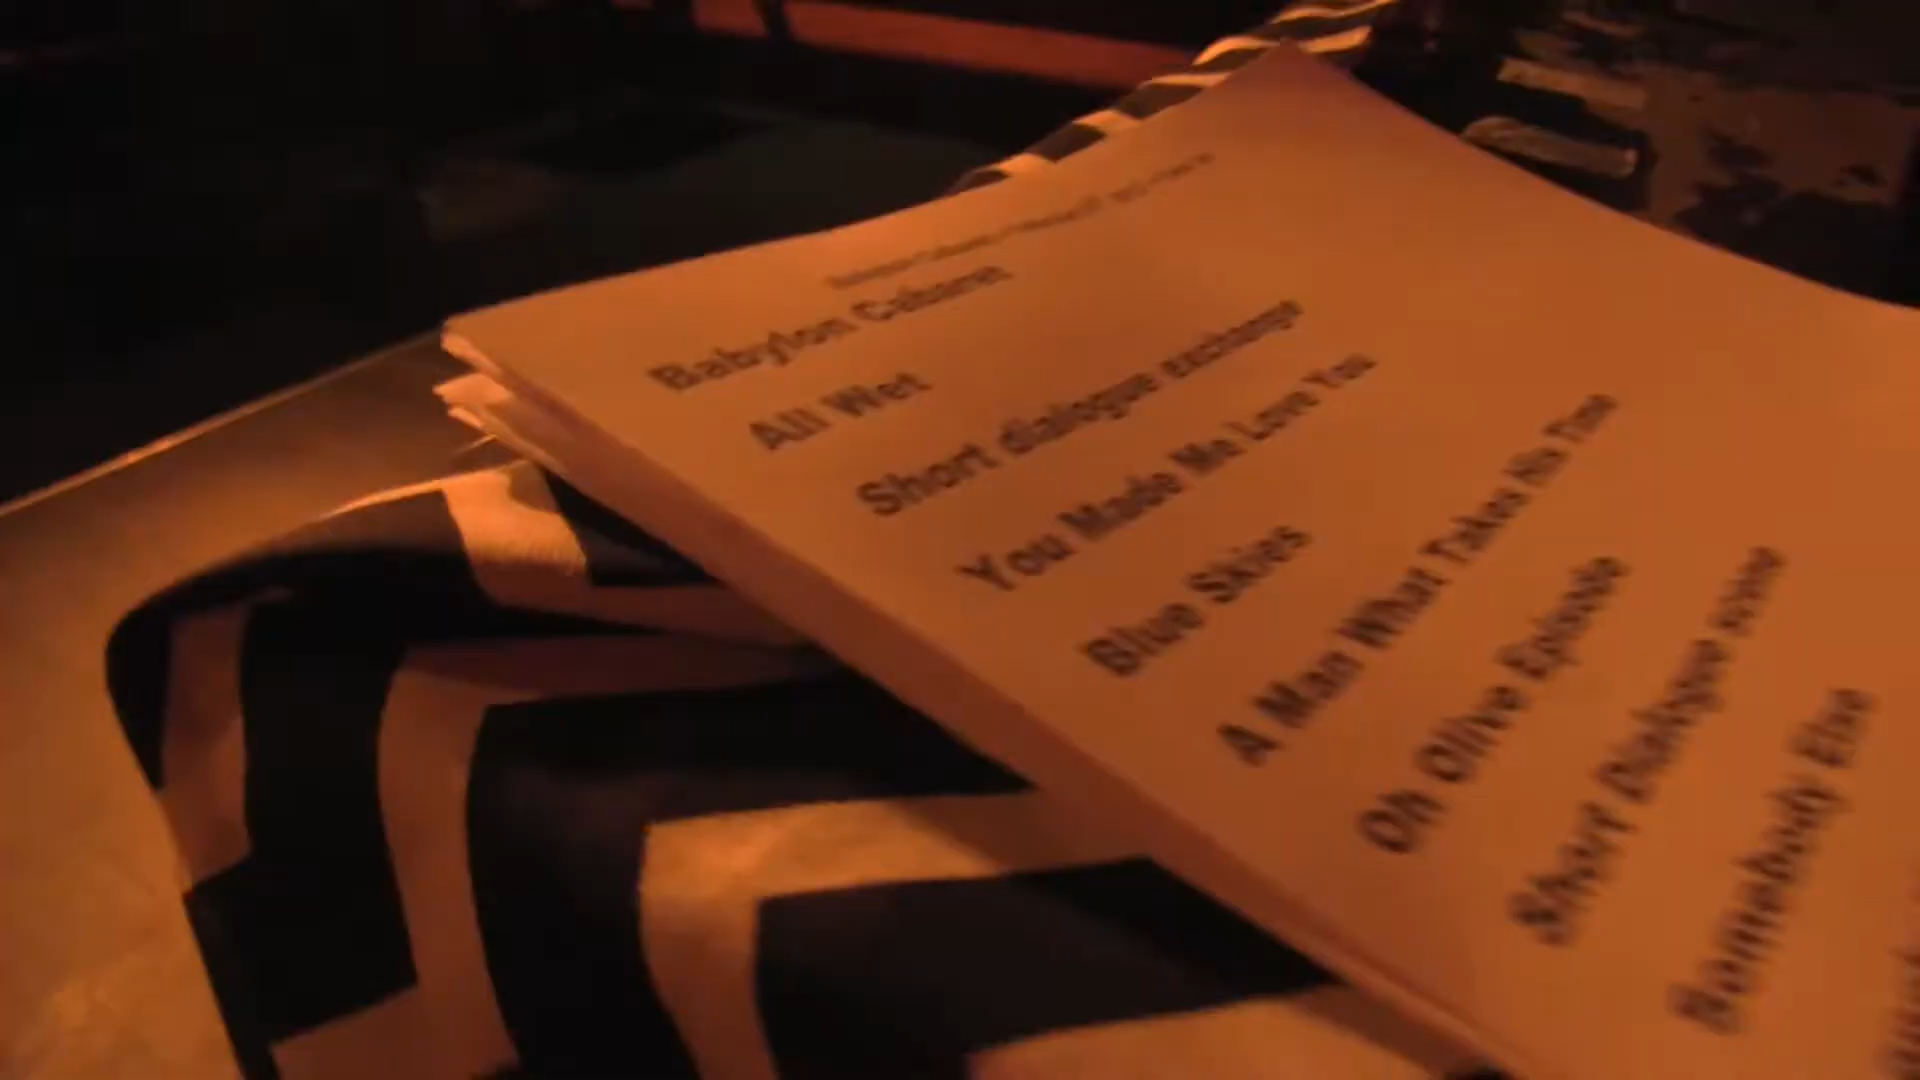 Babylon Cabaret
All Wet
Short dialogue exchange
You Made Me Love You
Blue Skies
A Man What Takes His Time
Oh Olive Episode
Short Dialogue scene
Somebody Else